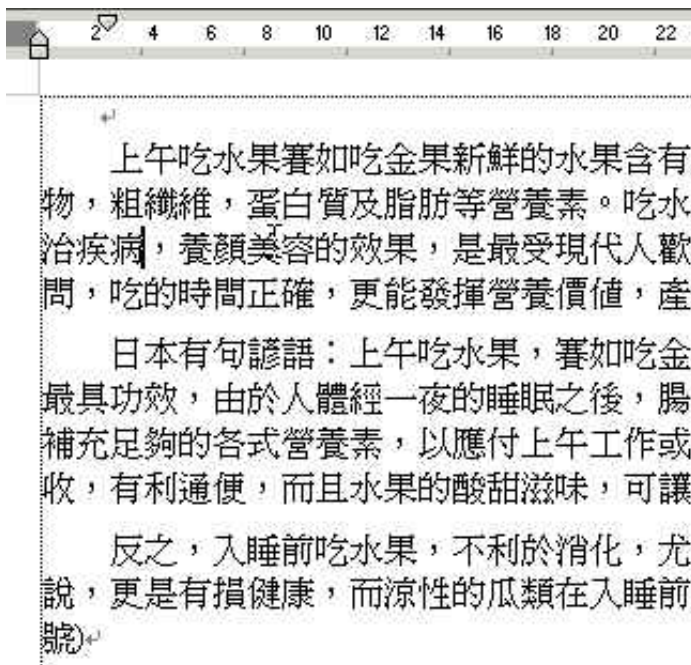 2 4 6 8 10 12 14 16 18 20 22
上午吃水果賽如吃金果新鮮的水果含有
物，粗纖維，蛋白質及脂肪等營養素。吃水
治疾病，養顏美容的效果，是最受現代人歡
問，吃的時間正確，更能發揮營養價值，產
日本有句諺語：上午吃水果，賽如吃金
最具功效，由於人體經一夜的睡眠之後，腸
補充足夠的各式營養素，以應付上午工作或
收，有利通便，而且水果的酸甜滋味，可讓
反之，入睡前吃水果，不利於消化，尤
說，更是有損健康，而涼性的瓜類在入睡前
號)